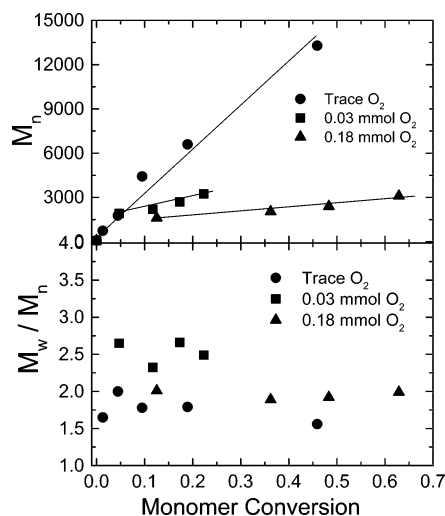 15000
12000
9000
6000
3000
0
Mₙ
Trace O₂
0.03 mmol O₂
0.18 mmol O₂
4.0
3.5
3.0
2.5
2.0
1.5
1.0
M_w / Mₙ
Trace O₂
0.03 mmol O₂
0.18 mmol O₂
0.0 0.1 0.2 0.3 0.4 0.5 0.6 0.7
Monomer Conversion